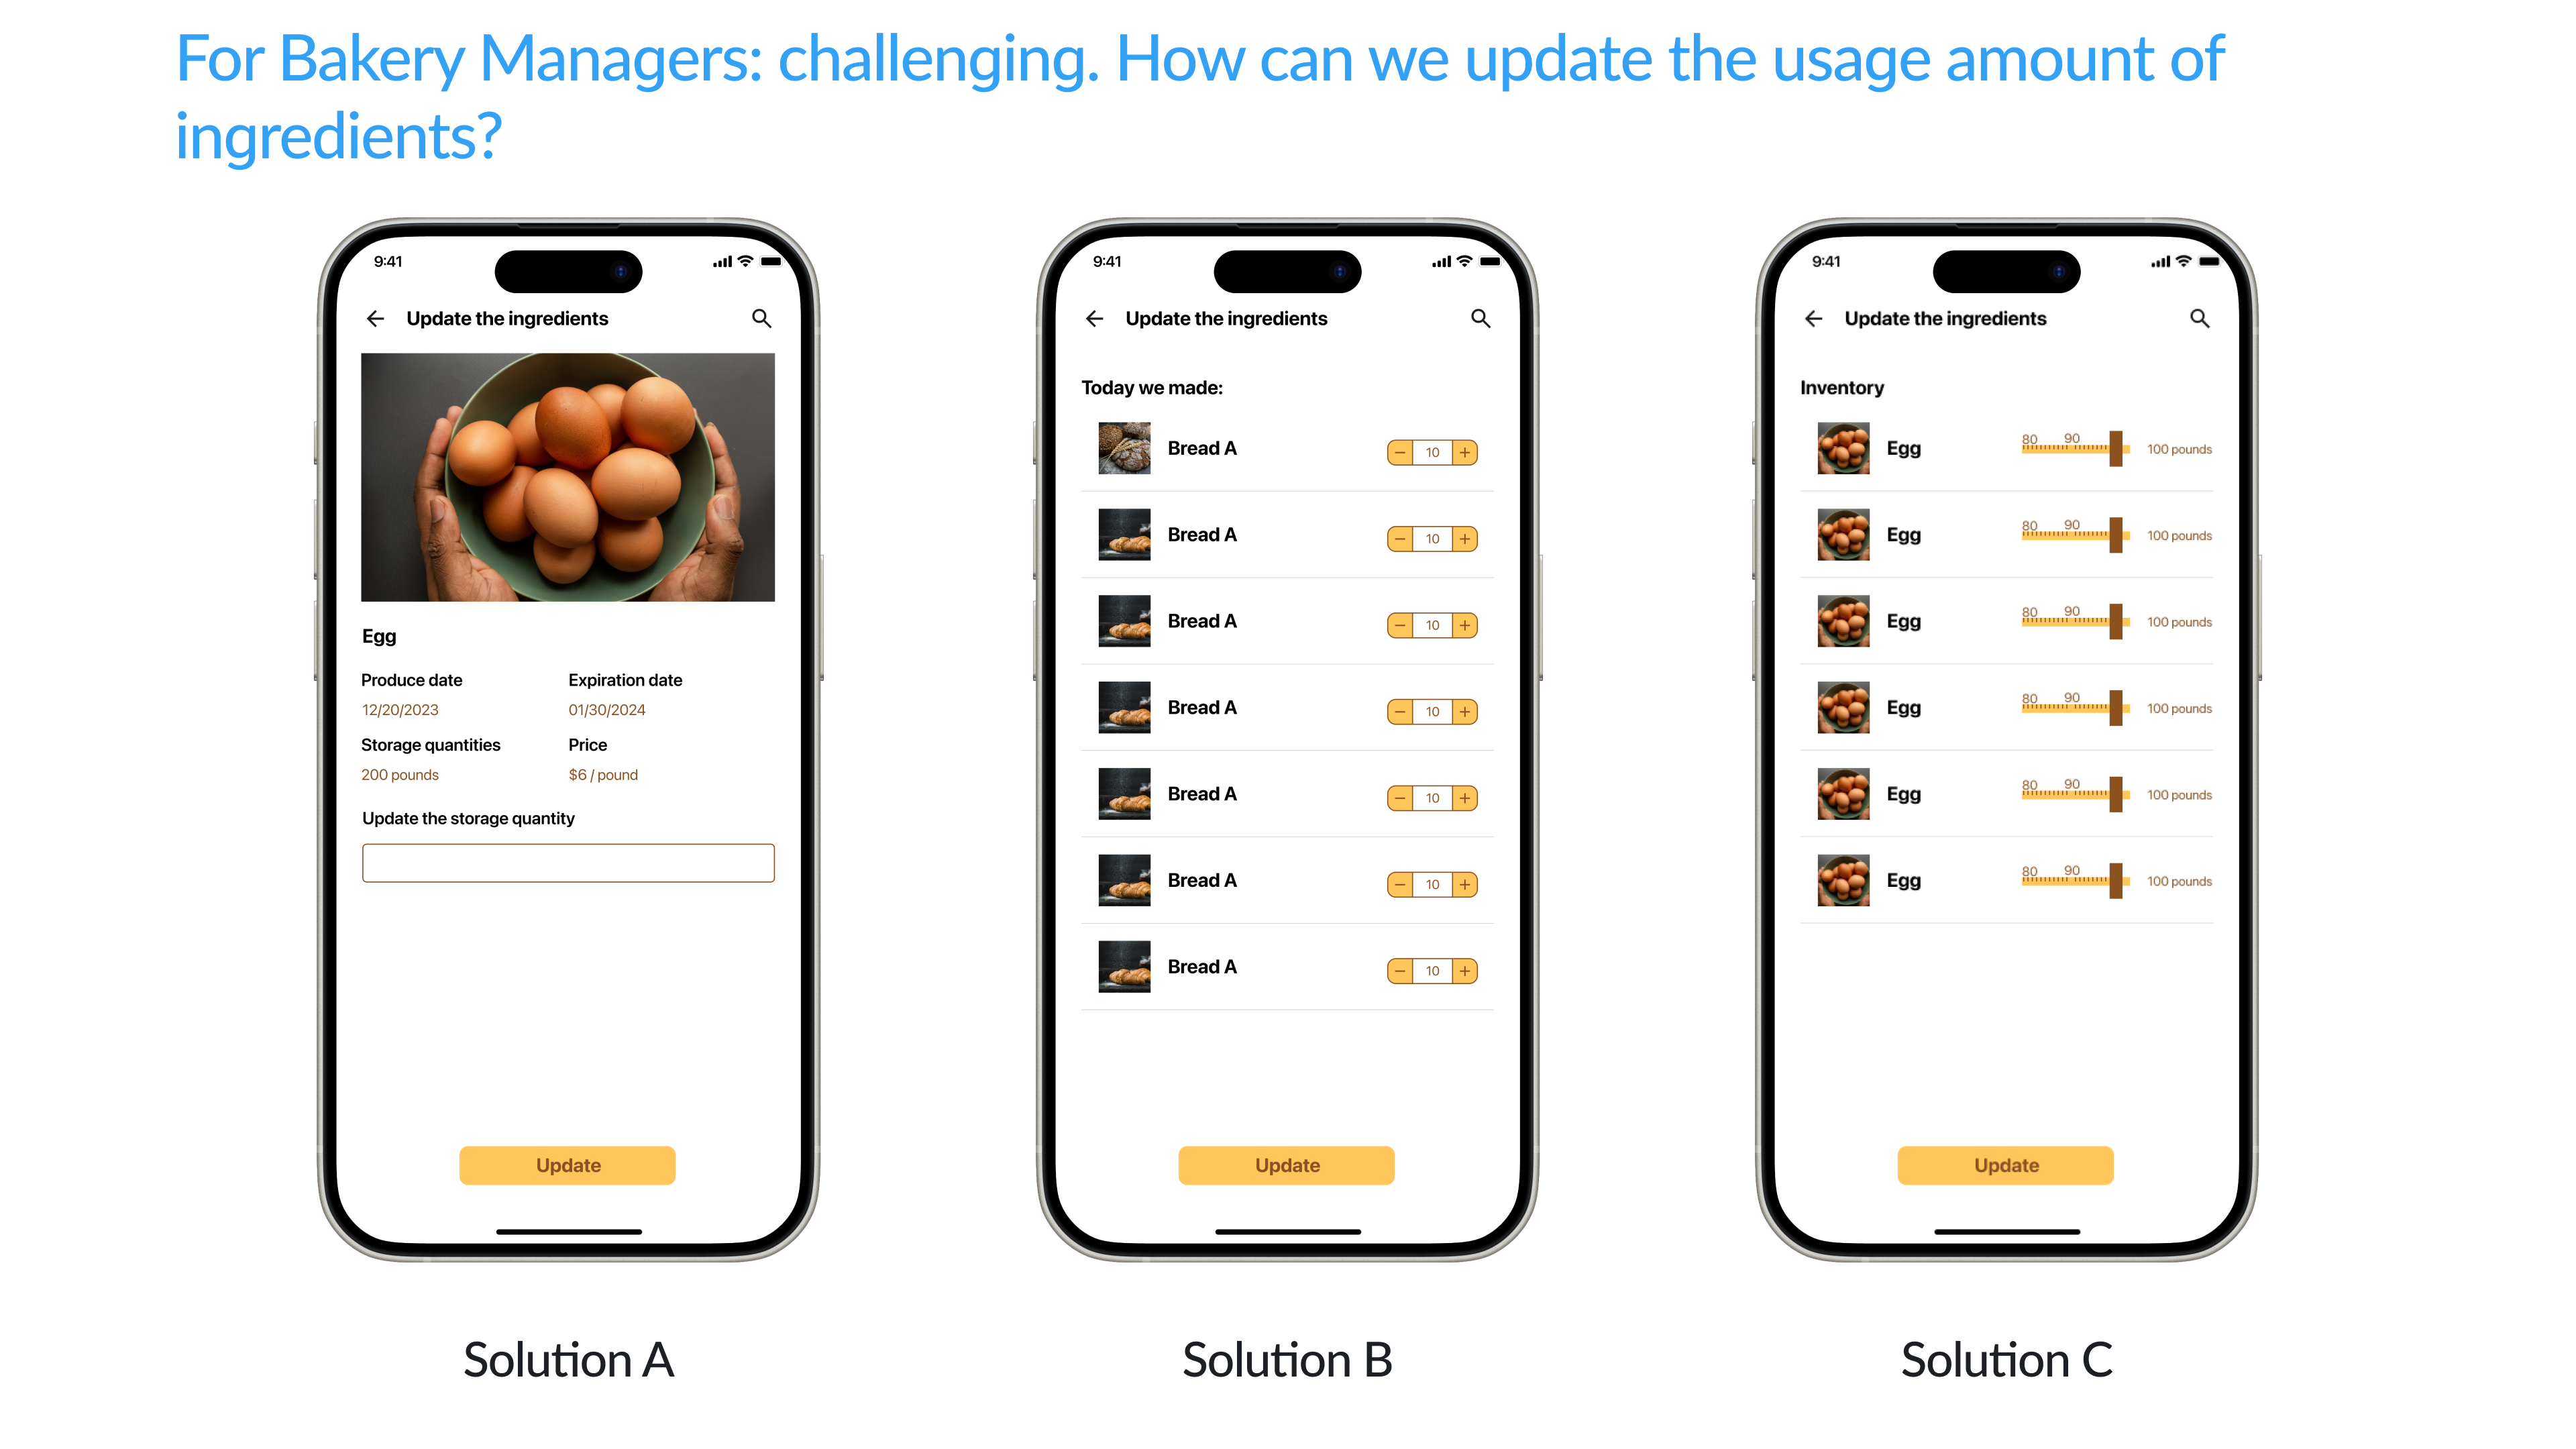 For Bakery Managers: challenging. How can we update the usage amount of
ingredients?
9:41
Update the ingredients
Egg
Produce date
Expiration date
12/20/2023
01/30/2024
Storage quantities
Price
200 pounds
$6 / pound
Update the storage quantity
Update
Solution A
9:41
Update the ingredients
Today we made:
Bread A
− 10 +
Bread A
− 10 +
Bread A
− 10 +
Bread A
− 10 +
Bread A
− 10 +
Bread A
− 10 +
Bread A
− 10 +
Update
Solution B
9:41
Update the ingredients
Inventory
Egg
80 90
100 pounds
Egg
80 90
100 pounds
Egg
80 90
100 pounds
Egg
80 90
100 pounds
Egg
80 90
100 pounds
Egg
80 90
100 pounds
Update
Solution C